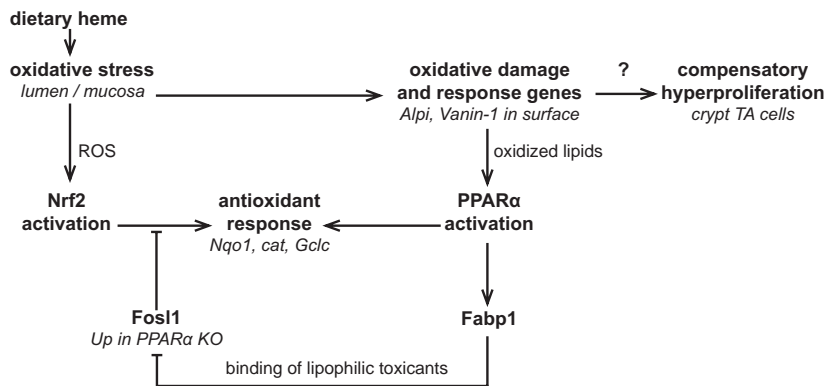 dietary heme
oxidative stress
lumen / mucosa
oxidative damage
and response genes
Alpi, Vanin-1 in surface
?
compensatory
hyperproliferation
crypt TA cells
ROS
oxidized lipids
Nrf2
activation
antioxidant
response
Nqo1, cat, Gclc
PPARα
activation
Fosl1
Up in PPARα KO
Fabp1
binding of lipophilic toxicants